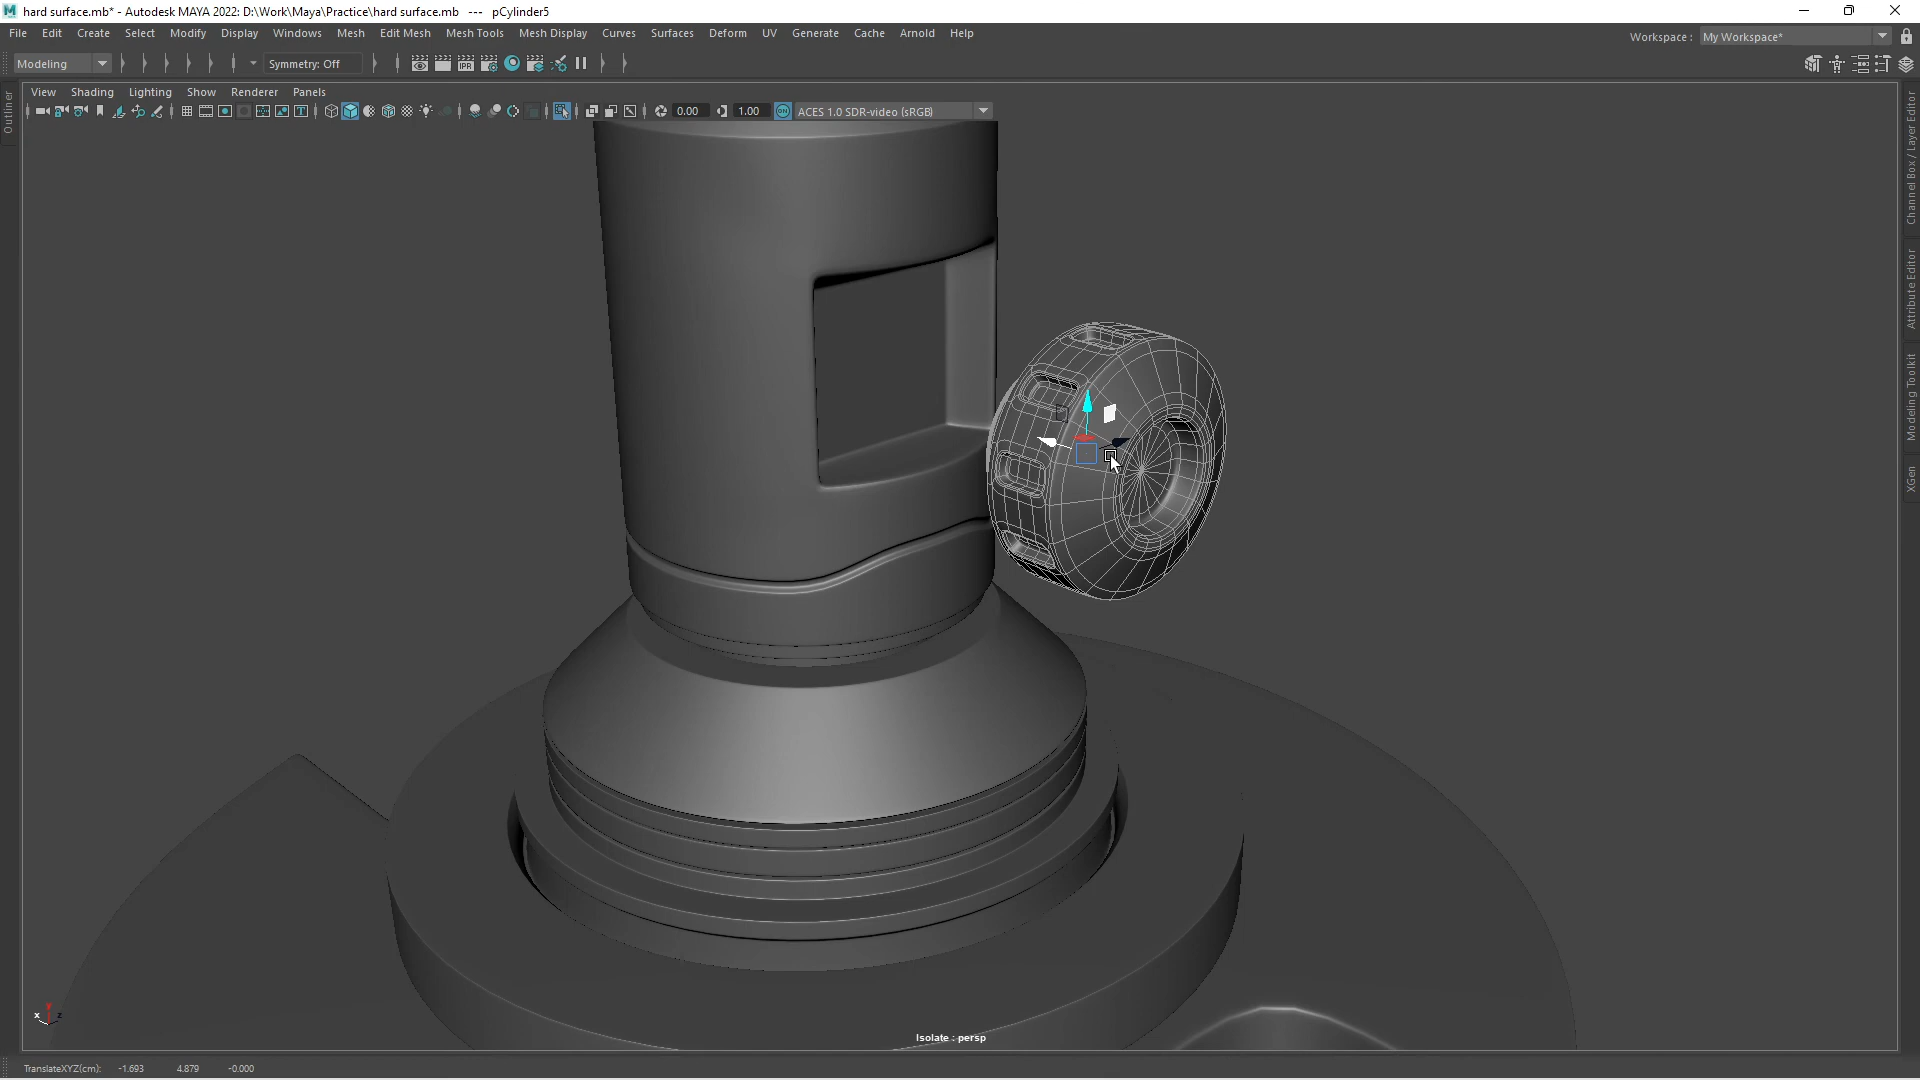 hard surface.mb* - Autodesk MAYA 2022: D:\Work\Maya\Practice\hard surface.mb --- pCylinder5
File Edit Create Select Modify Display Windows Mesh Edit Mesh Mesh Tools Mesh Display Curves Surfaces Deform UV Generate Cache Arnold Help
Workspace : My Workspace*
Modeling Symmetry: Off
IPR
View Shading Lighting Show Renderer Panels
0.00 1.00 ON ACES 1.0 SDR-video (sRGB)
Outliner
Channel Box / Layer Editor
Attribute Editor
Modeling Toolkit
XGen
y
x z
Isolate : persp
TranslateXYZ(cm): -1.693 4.879 -0.000